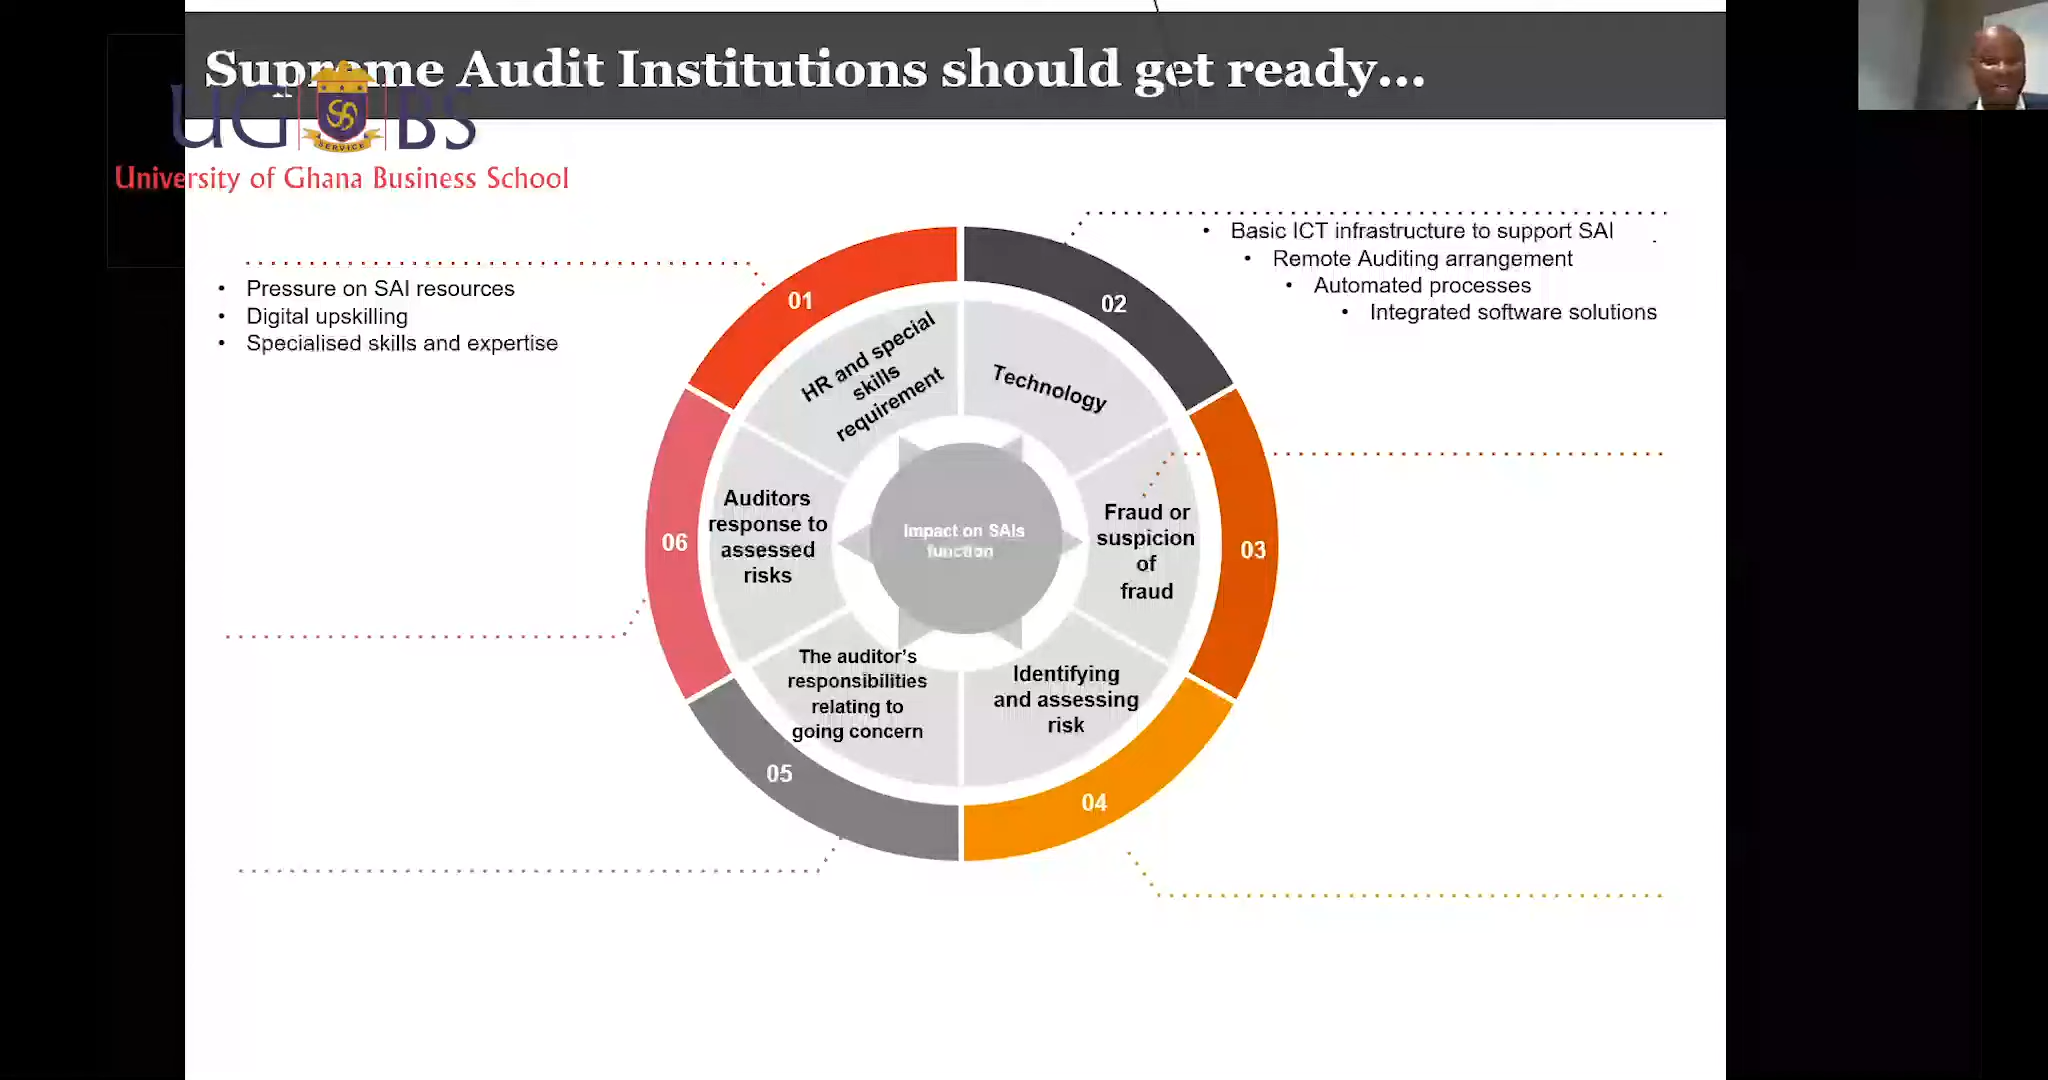 Supreme Audit Institutions should get ready...
UG BS
SERVICE
University of Ghana Business School
• Pressure on SAI resources
• Digital upskilling
• Specialised skills and expertise
• Basic ICT infrastructure to support SAI
• Remote Auditing arrangement
• Automated processes
• Integrated software solutions
01
HR and special
skills
requirement
02
Technology
03
Fraud or
suspicion
of
fraud
04
Identifying
and assessing
risk
05
The auditor's
responsibilities
relating to
going concern
06
Auditors
response to
assessed
risks
Impact on SAIs
function